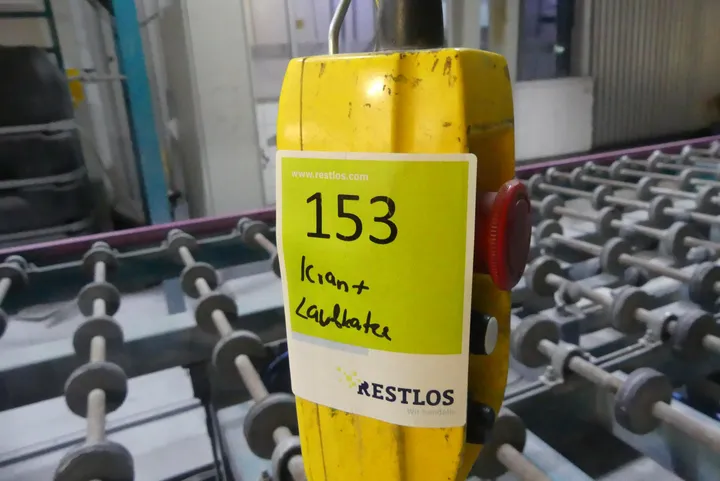 www.restlos.com
153
Kran +
Laufkatze
RESTLOS
Wir handeln.